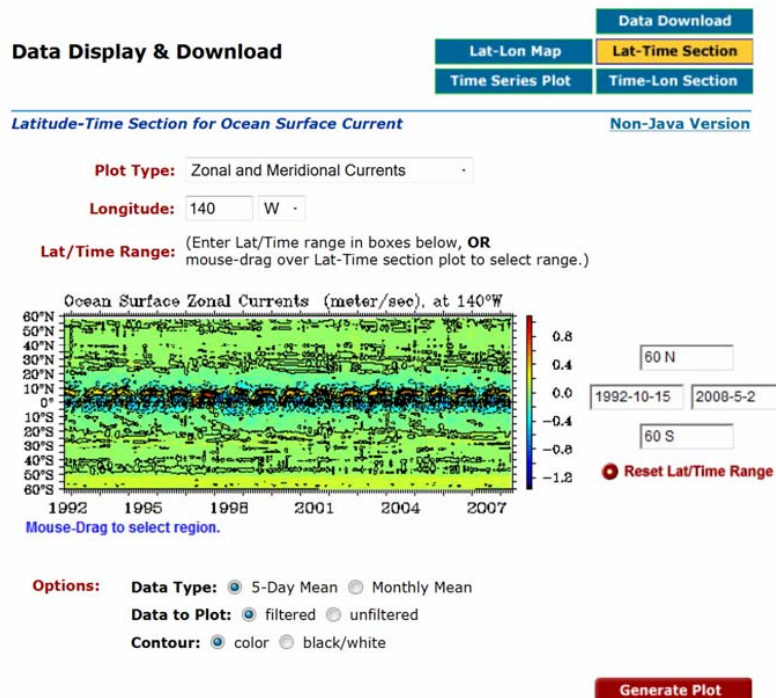 Data Download
Data Display & Download
Lat-Lon Map
Lat-Time Section
Time Series Plot
Time-Lon Section
Latitude-Time Section for Ocean Surface Current
Non-Java Version
Plot Type: Zonal and Meridional Currents
Longitude: 140 W
Lat/Time Range: (Enter Lat/Time range in boxes below, OR
mouse-drag over Lat-Time section plot to select range.)
Ocean Surface Zonal Currents (meter/sec), at 140°W
60°N
50°N
40°N
30°N
20°N
10°N
0°
10°S
20°S
30°S
40°S
50°S
60°S
1992 1995 1998 2001 2004 2007
0.8
0.4
0.0
-0.4
-0.8
-1.2
60 N
1992-10-15 2008-5-2
60 S
Reset Lat/Time Range
Mouse-Drag to select region.
Options: Data Type: 5-Day Mean Monthly Mean
Data to Plot: filtered unfiltered
Contour: color black/white
Generate Plot